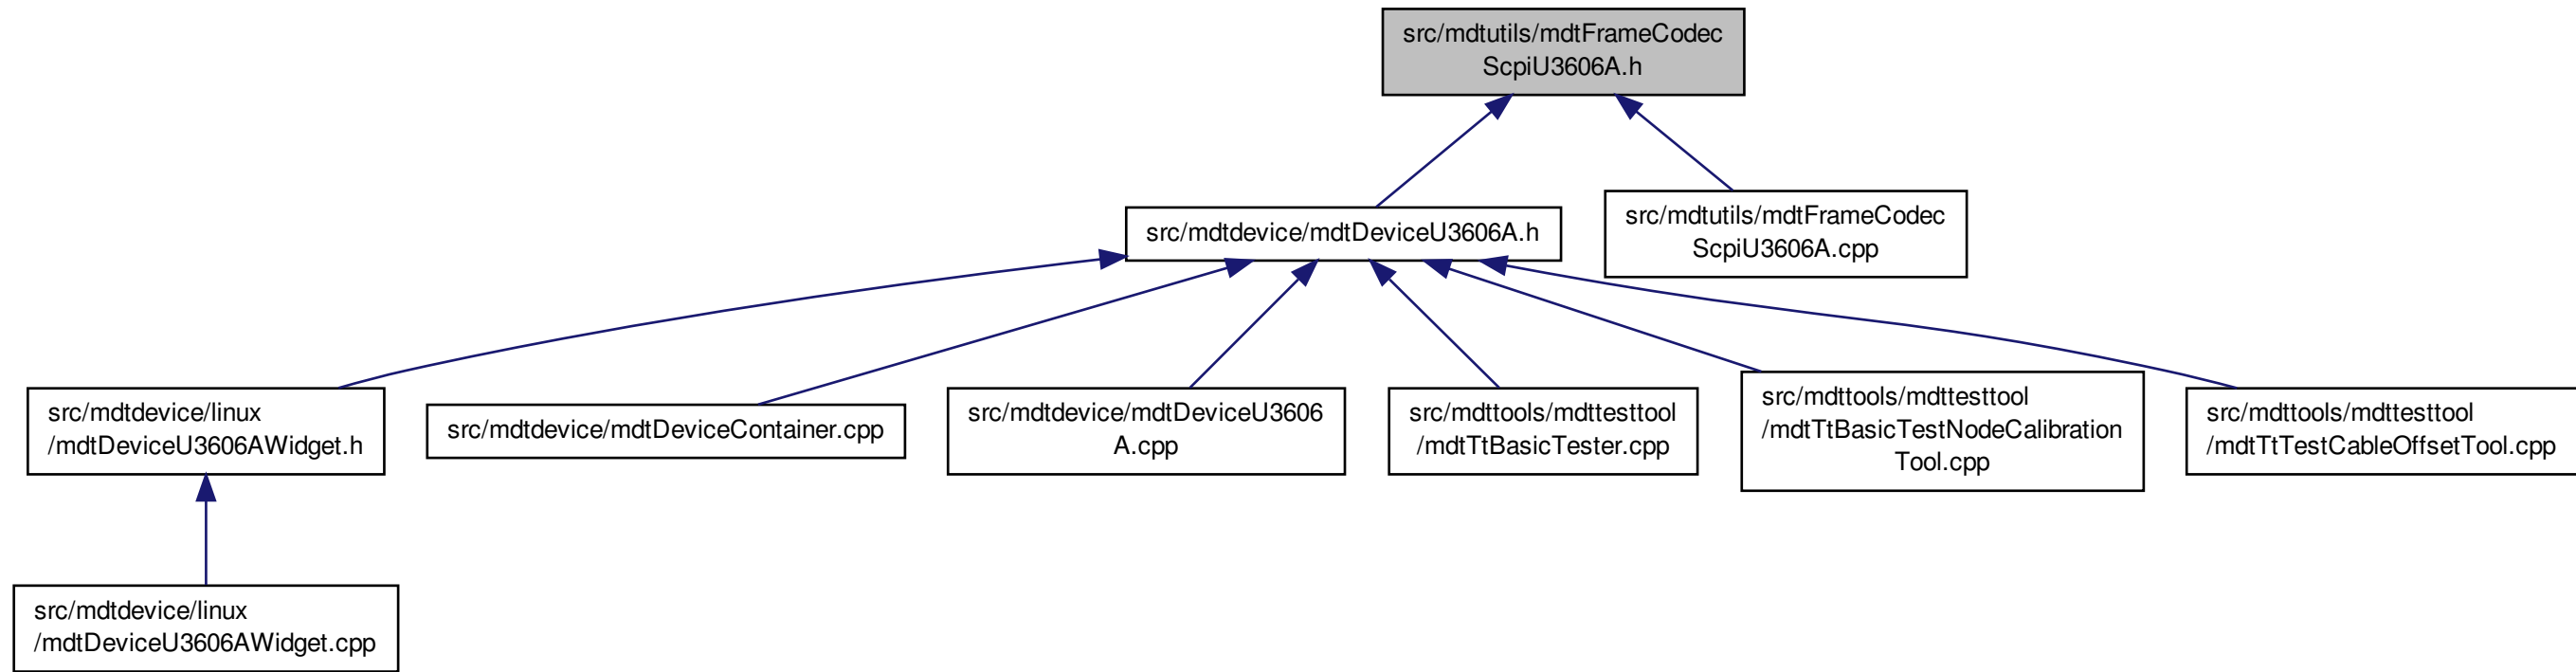 src/mdtutils/mdtFrameCodec
ScpiU3606A.h
src/mdtdevice/mdtDeviceU3606A.h
src/mdtutils/mdtFrameCodec
ScpiU3606A.cpp
src/mdtdevice/linux
/mdtDeviceU3606AWidget.h
src/mdtdevice/mdtDeviceContainer.cpp
src/mdtdevice/mdtDeviceU3606
A.cpp
src/mdttools/mdttesttool
/mdtTtBasicTester.cpp
src/mdttools/mdttesttool
/mdtTtBasicTestNodeCalibration
Tool.cpp
src/mdttools/mdttesttool
/mdtTtTestCableOffsetTool.cpp
src/mdtdevice/linux
/mdtDeviceU3606AWidget.cpp